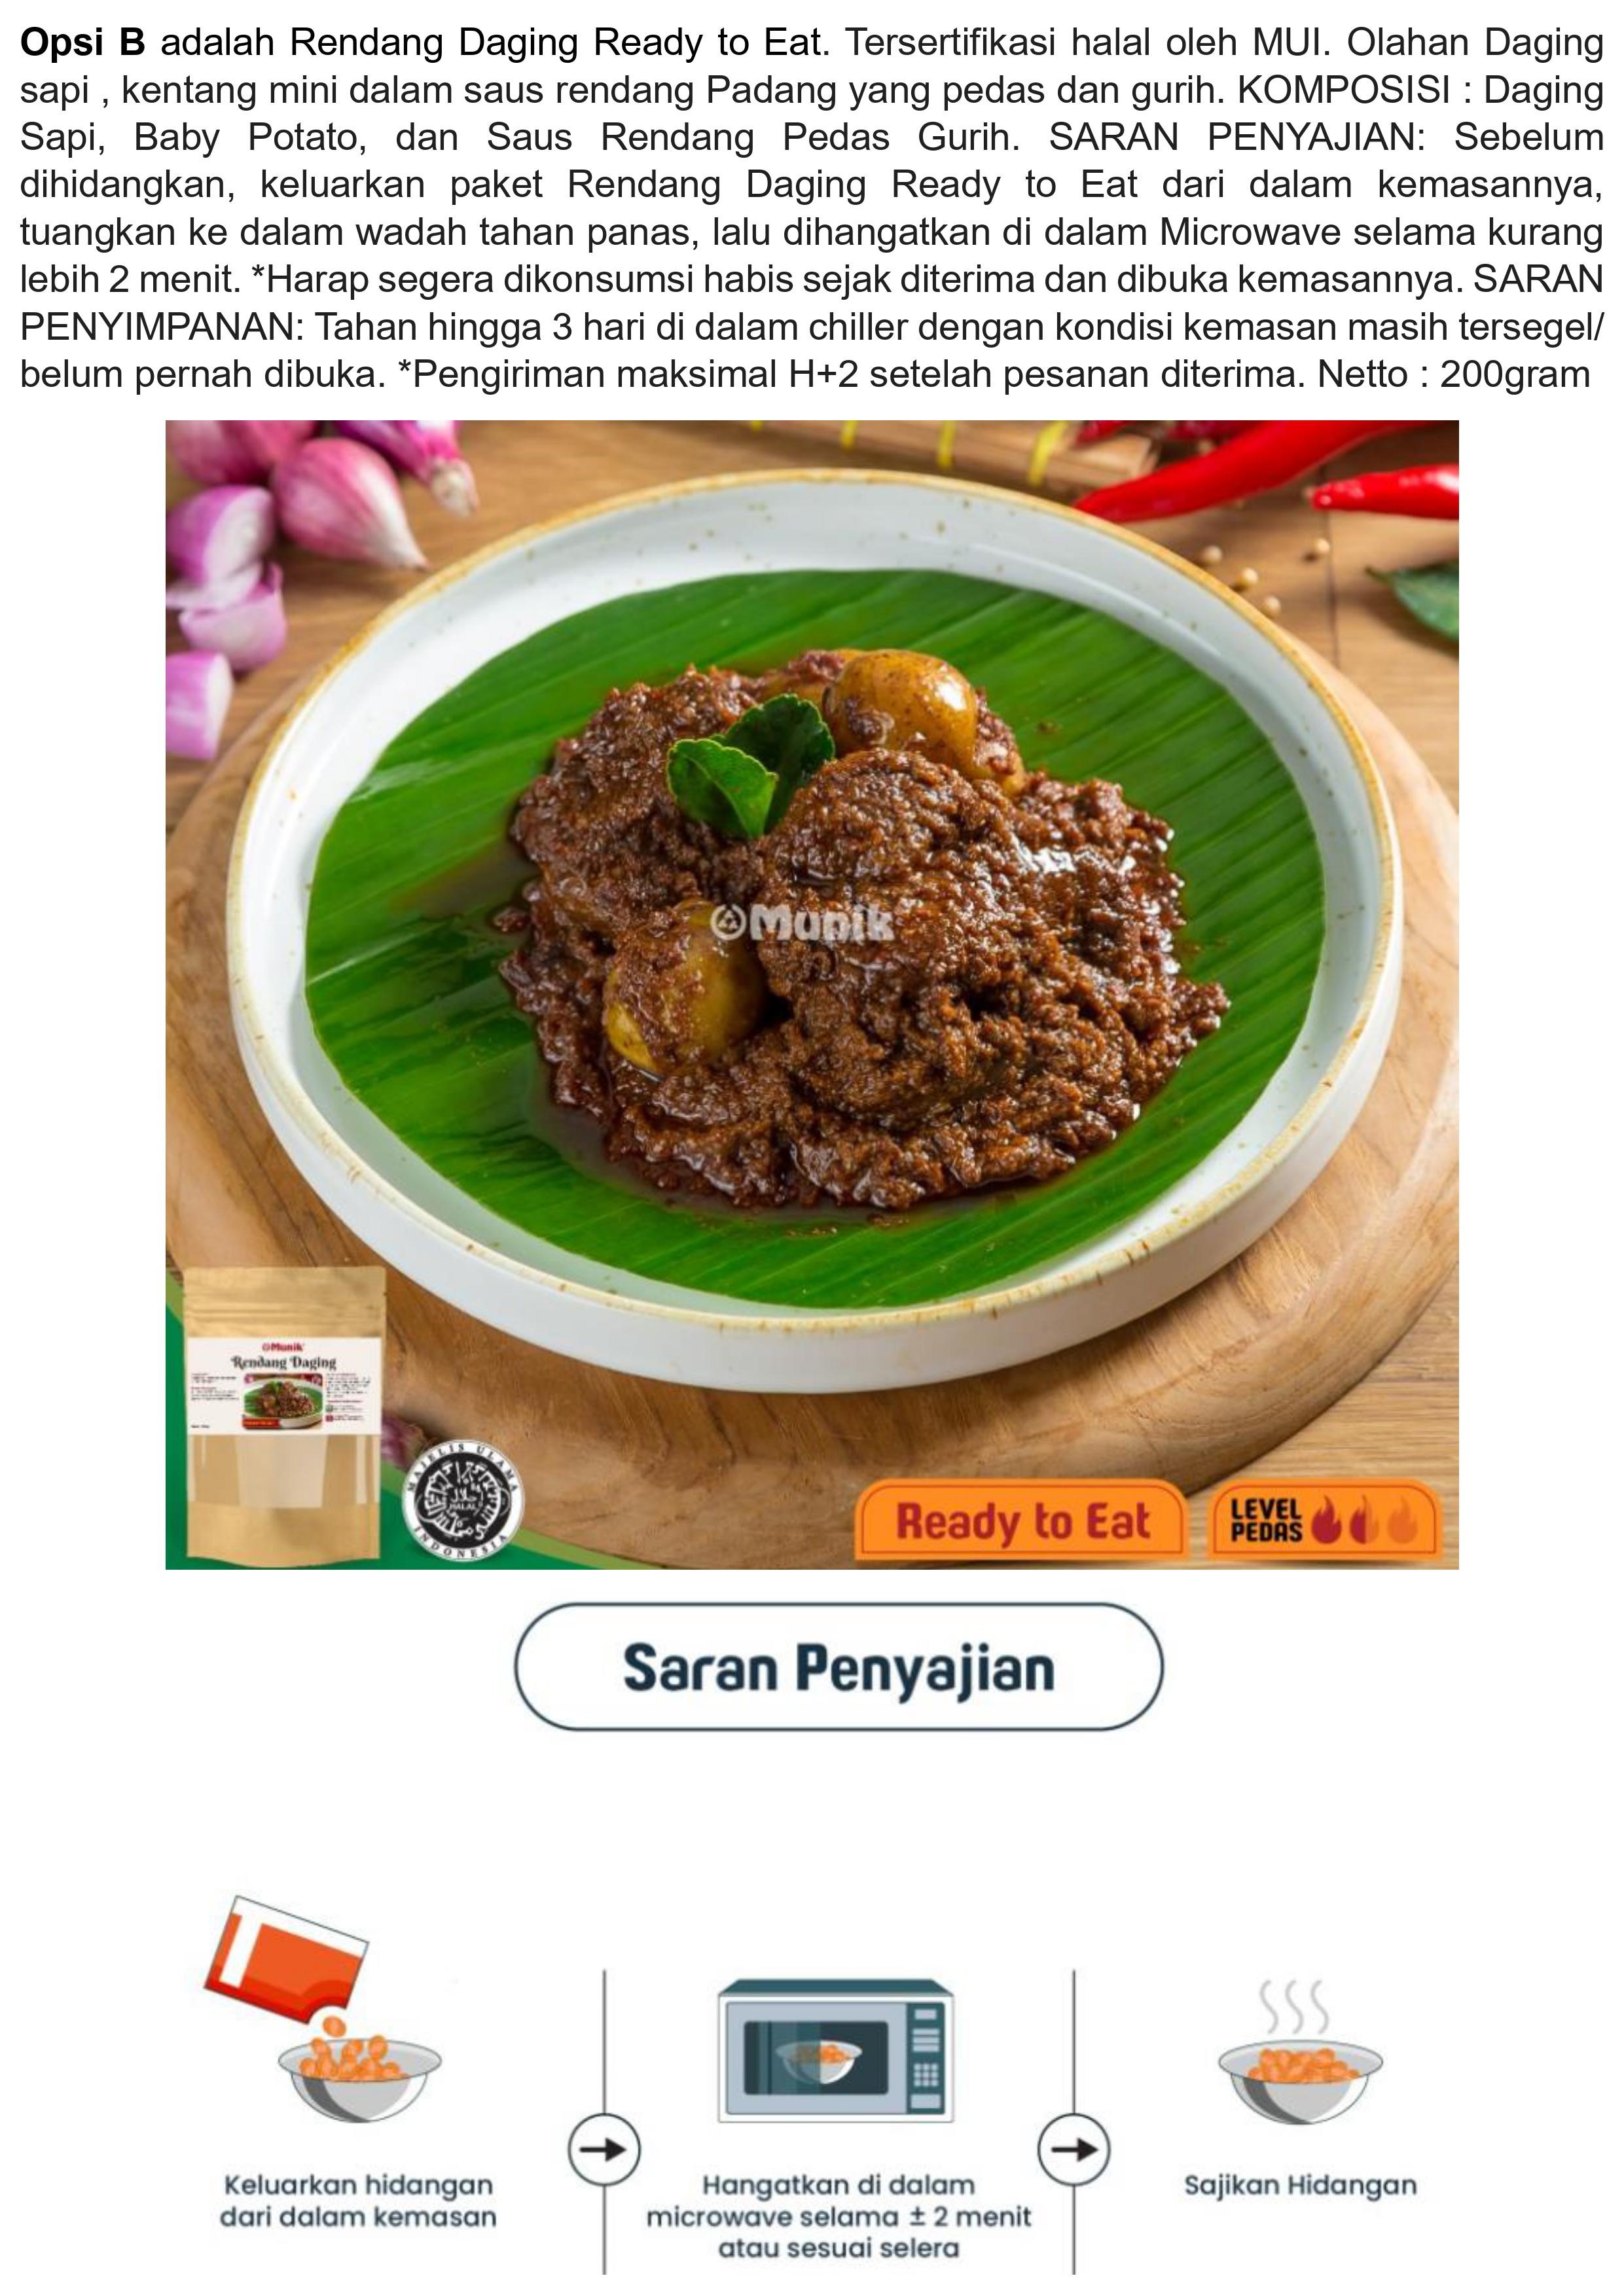 Opsi B adalah Rendang Daging Ready to Eat. Tersertifikasi halal oleh MUI. Olahan Daging
sapi , kentang mini dalam saus rendang Padang yang pedas dan gurih. KOMPOSISI : Daging
Sapi, Baby Potato, dan Saus Rendang Pedas Gurih. SARAN PENYAJIAN: Sebelum
dihidangkan, keluarkan paket Rendang Daging Ready to Eat dari dalam kemasannya,
tuangkan ke dalam wadah tahan panas, lalu dihangatkan di dalam Microwave selama kurang
lebih 2 menit. *Harap segera dikonsumsi habis sejak diterima dan dibuka kemasannya. SARAN
PENYIMPANAN: Tahan hingga 3 hari di dalam chiller dengan kondisi kemasan masih tersegel/
belum pernah dibuka. *Pengiriman maksimal H+2 setelah pesanan diterima. Netto : 200gram
Munik
Munik
Rendang Daging
MAJELIS ULAMA
HALAL
INDONESIA
Ready to Eat
LEVEL
PEDAS
Saran Penyajian
Keluarkan hidangan
dari dalam kemasan
Hangatkan di dalam
microwave selama ± 2 menit
atau sesuai selera
Sajikan Hidangan